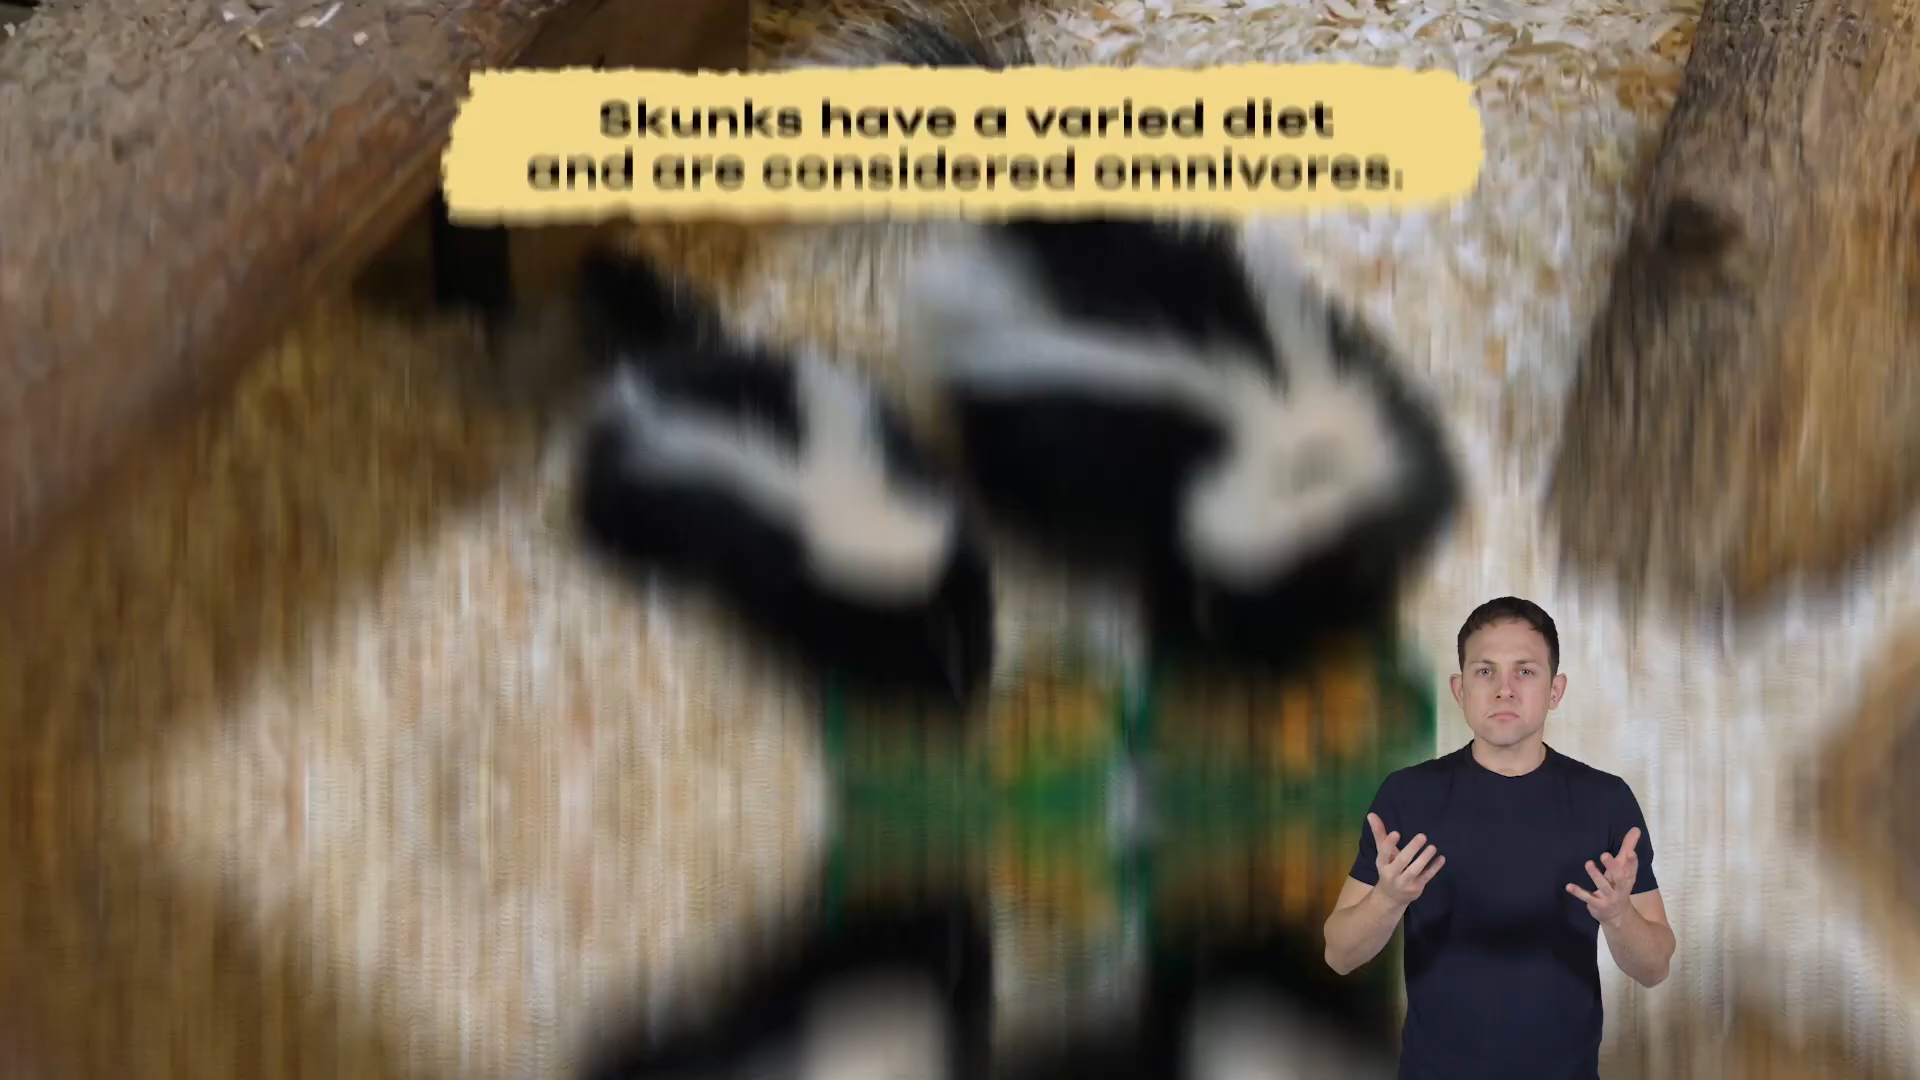 Skunks have a varied diet
and are considered omnivores.